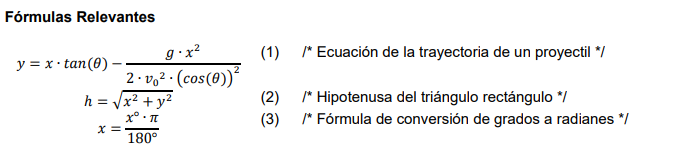 Fórmulas Relevantes
y = x · tan(θ) − g · x² / (2 · v₀² · (cos(θ))²) (1) /* Ecuación de la trayectoria de un proyectil */
h = √(x² + y²) (2) /* Hipotenusa del triángulo rectángulo */
x = x° · π / 180° (3) /* Fórmula de conversión de grados a radianes */